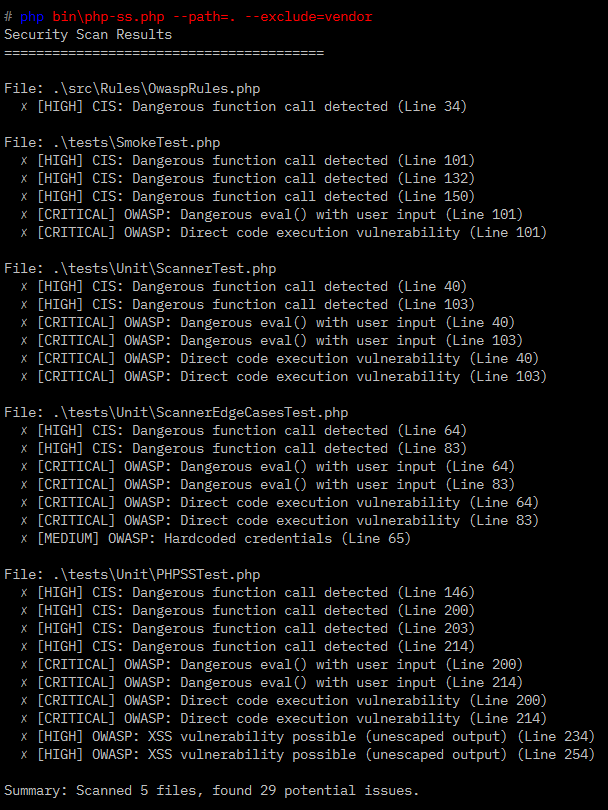 # php bin\php-ss.php --path=. --exclude=vendor
Security Scan Results
========================================
File: .\src\Rules\OwaspRules.php
✗ [HIGH] CIS: Dangerous function call detected (Line 34)
File: .\tests\SmokeTest.php
✗ [HIGH] CIS: Dangerous function call detected (Line 101)
✗ [HIGH] CIS: Dangerous function call detected (Line 132)
✗ [HIGH] CIS: Dangerous function call detected (Line 150)
✗ [CRITICAL] OWASP: Dangerous eval() with user input (Line 101)
✗ [CRITICAL] OWASP: Direct code execution vulnerability (Line 101)
File: .\tests\Unit\ScannerTest.php
✗ [HIGH] CIS: Dangerous function call detected (Line 40)
✗ [HIGH] CIS: Dangerous function call detected (Line 103)
✗ [CRITICAL] OWASP: Dangerous eval() with user input (Line 40)
✗ [CRITICAL] OWASP: Dangerous eval() with user input (Line 103)
✗ [CRITICAL] OWASP: Direct code execution vulnerability (Line 40)
✗ [CRITICAL] OWASP: Direct code execution vulnerability (Line 103)
File: .\tests\Unit\ScannerEdgeCasesTest.php
✗ [HIGH] CIS: Dangerous function call detected (Line 64)
✗ [HIGH] CIS: Dangerous function call detected (Line 83)
✗ [CRITICAL] OWASP: Dangerous eval() with user input (Line 64)
✗ [CRITICAL] OWASP: Dangerous eval() with user input (Line 83)
✗ [CRITICAL] OWASP: Direct code execution vulnerability (Line 64)
✗ [CRITICAL] OWASP: Direct code execution vulnerability (Line 83)
✗ [MEDIUM] OWASP: Hardcoded credentials (Line 65)
File: .\tests\Unit\PHPSSTest.php
✗ [HIGH] CIS: Dangerous function call detected (Line 146)
✗ [HIGH] CIS: Dangerous function call detected (Line 200)
✗ [HIGH] CIS: Dangerous function call detected (Line 203)
✗ [HIGH] CIS: Dangerous function call detected (Line 214)
✗ [CRITICAL] OWASP: Dangerous eval() with user input (Line 200)
✗ [CRITICAL] OWASP: Dangerous eval() with user input (Line 214)
✗ [CRITICAL] OWASP: Direct code execution vulnerability (Line 200)
✗ [CRITICAL] OWASP: Direct code execution vulnerability (Line 214)
✗ [HIGH] OWASP: XSS vulnerability possible (unescaped output) (Line 234)
✗ [HIGH] OWASP: XSS vulnerability possible (unescaped output) (Line 254)
Summary: Scanned 5 files, found 29 potential issues.